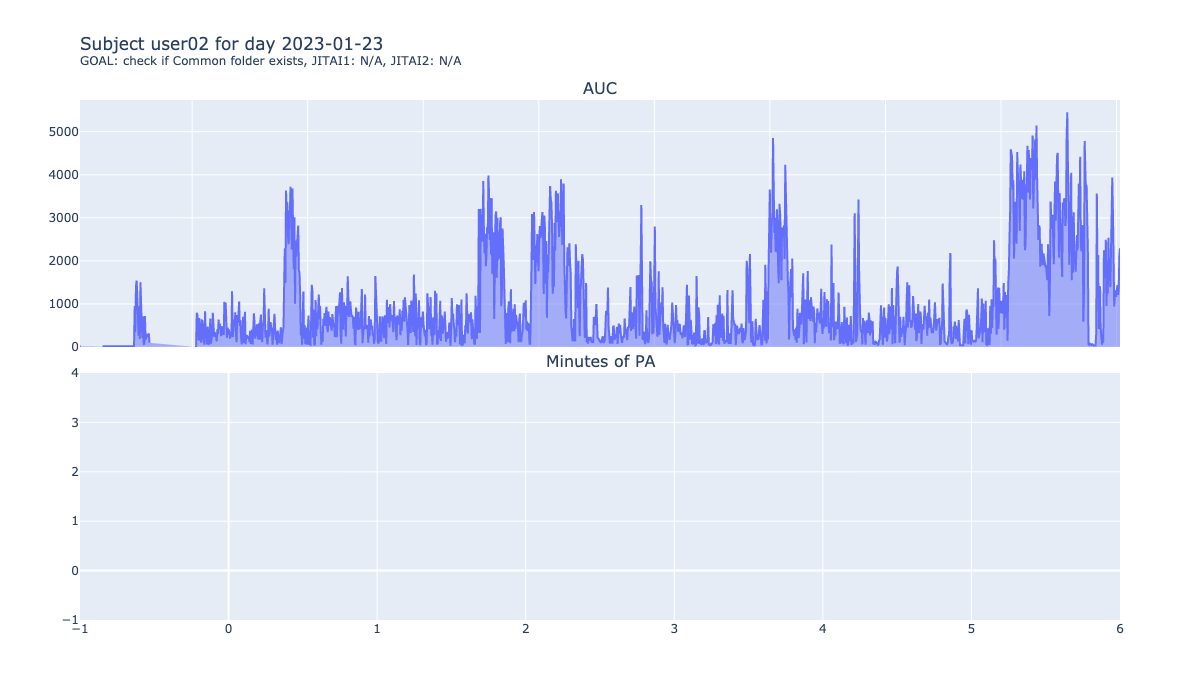 Subject user02 for day 2023-01-23
GOAL: check if Common folder exists, JITAI1: N/A, JITAI2: N/A
AUC
5000
4000
3000
2000
1000
0
Minutes of PA
4
3
2
1
0
−1
−1 0 1 2 3 4 5 6